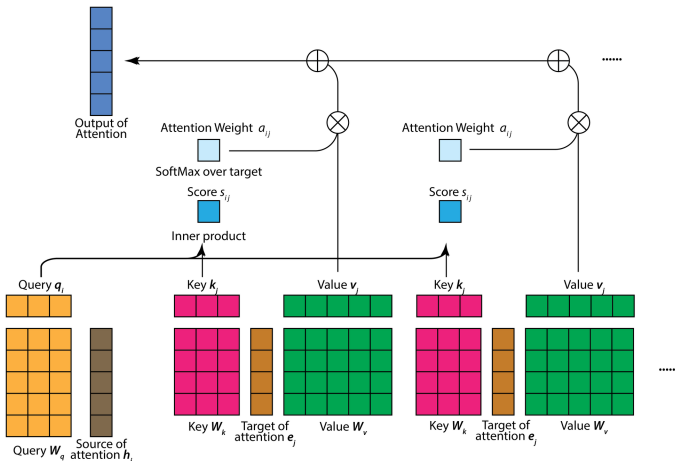 Output of
Attention
Attention Weight a_ij
SoftMax over target
Score s_ij
Inner product
Attention Weight a_ij
Score s_ij
......
Query q_i
Key k_j
Value v_j
Key k_j
Value v_j
Query W_q
Source of
attention h_i
Key W_k
Target of
attention e_j
Value W_v
Key W_k
Target of
attention e_j
Value W_v
.....